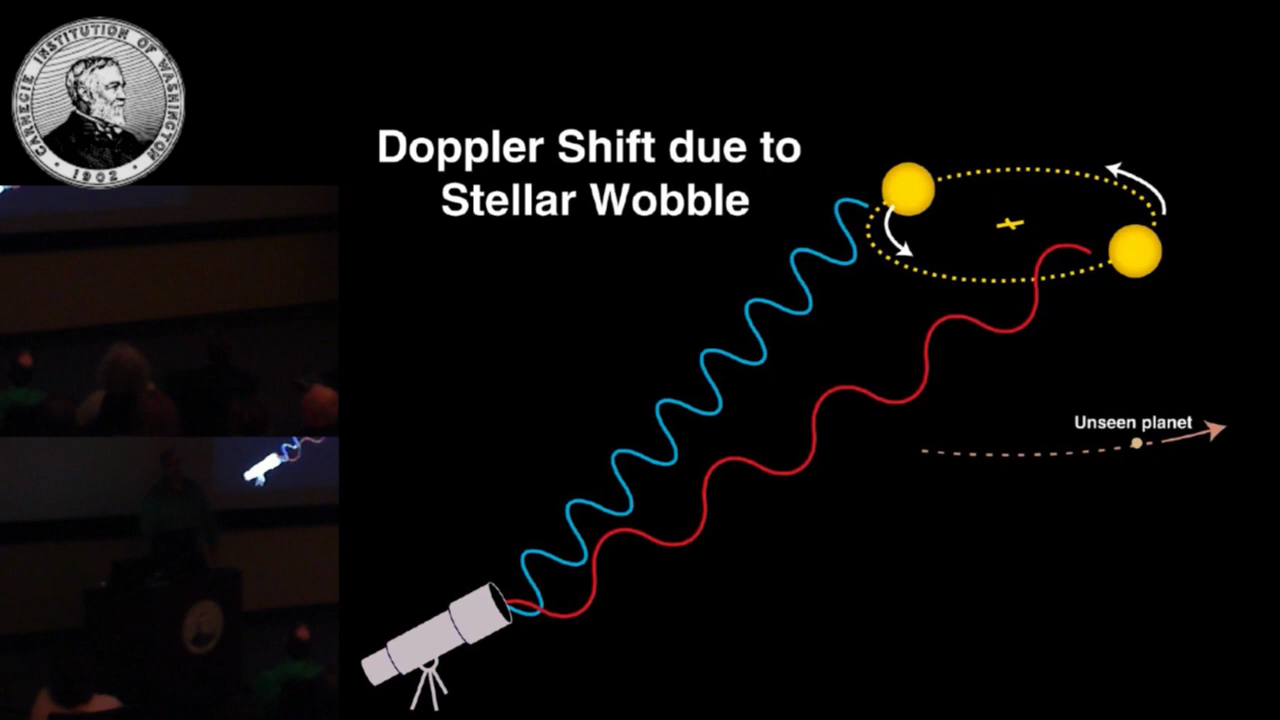 CARNEGIE INSTITUTION OF WASHINGTON
• 1902 •
Doppler Shift due to
Stellar Wobble
Unseen planet